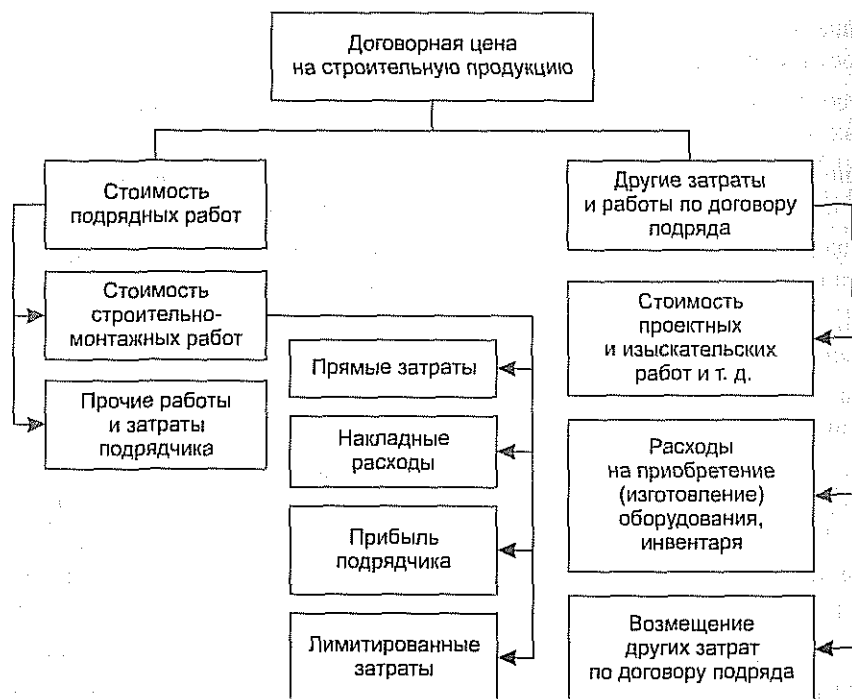 Договорная цена
на строительную продукцию
Стоимость
подрядных работ
Другие затраты
и работы по договору
подряда
Стоимость
строительно-
монтажных работ
Прочие работы
и затраты
подрядчика
Прямые затраты
Накладные
расходы
Прибыль
подрядчика
Лимитированные
затраты
Стоимость
проектных
и изыскательских
работ и т. д.
Расходы
на приобретение
(изготовление)
оборудования,
инвентаря
Возмещение
других затрат
по договору подряда